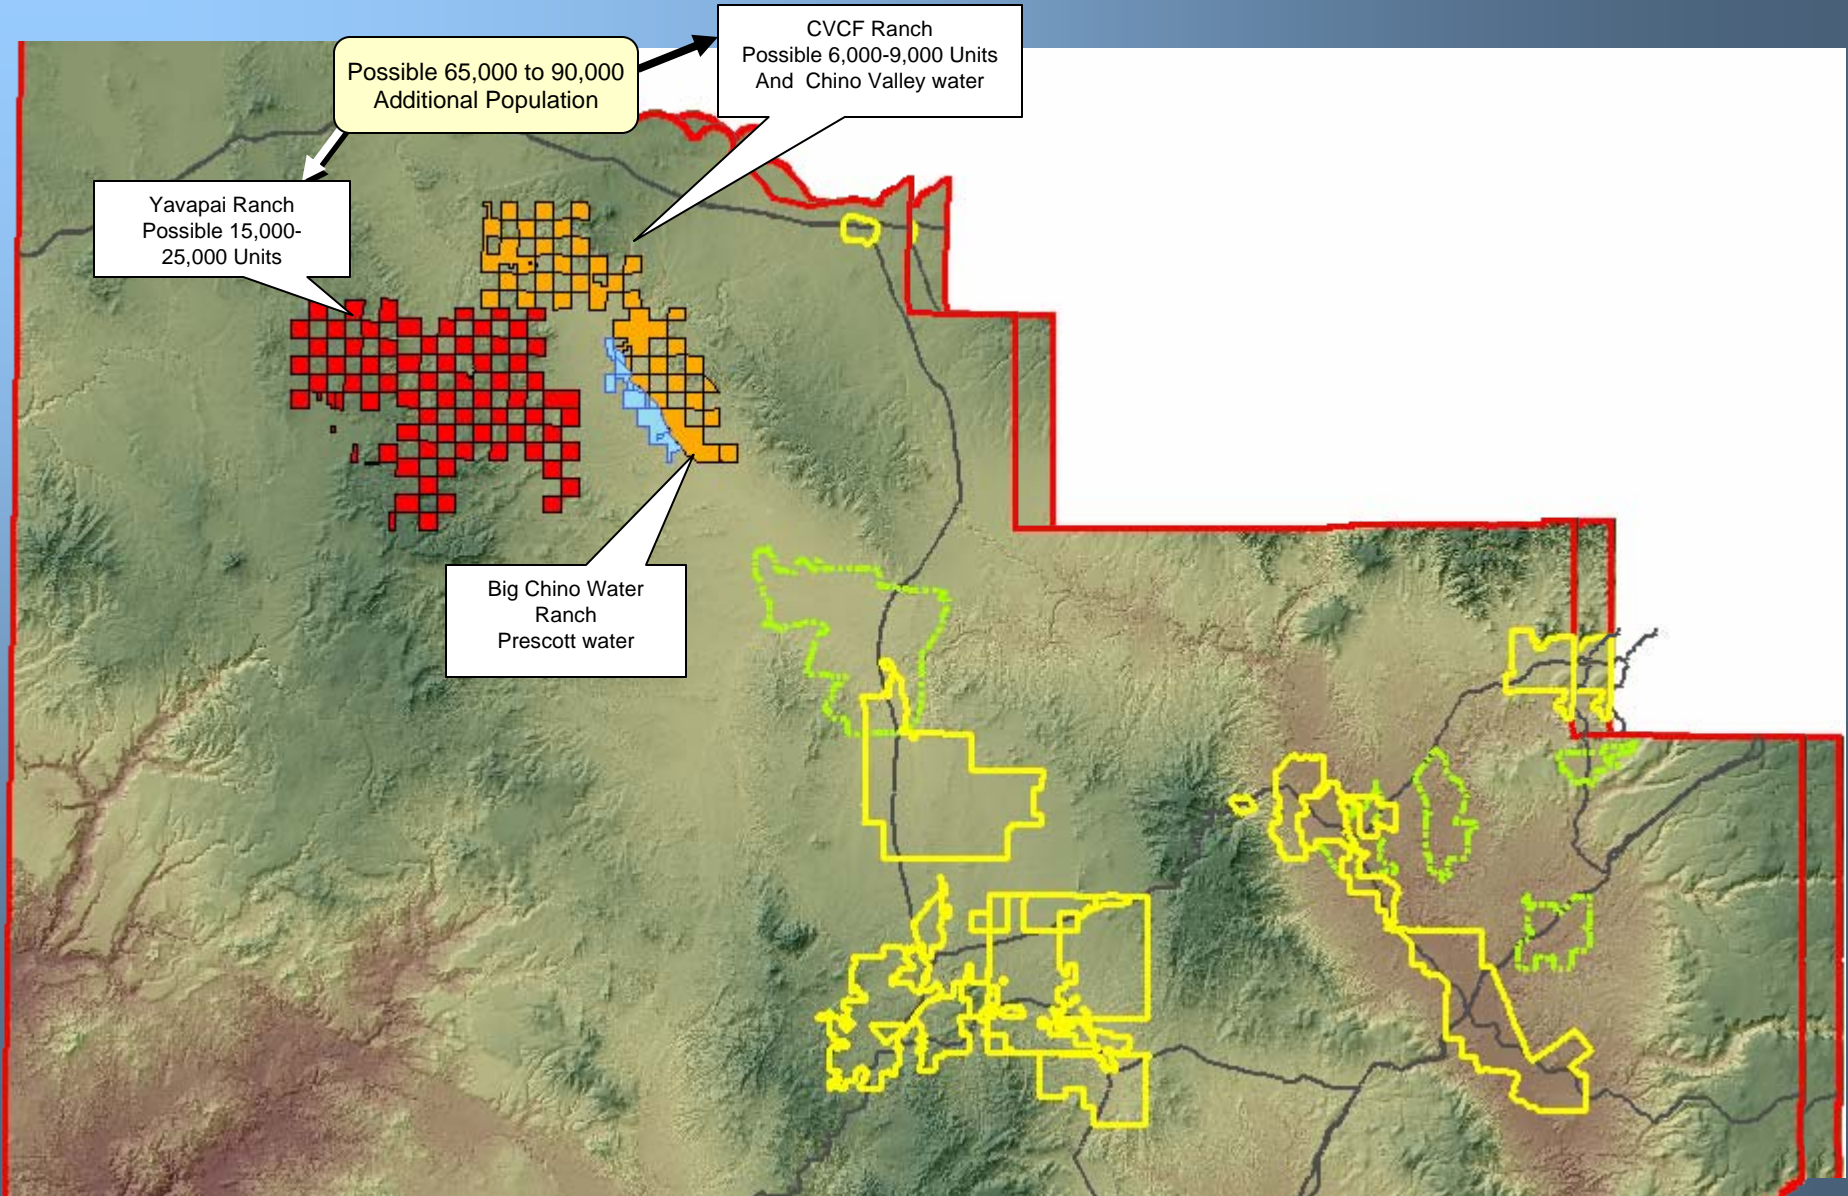 CVCF Ranch
Possible 6,000-9,000 Units
And Chino Valley water
Possible 65,000 to 90,000
Additional Population
Yavapai Ranch
Possible 15,000-
25,000 Units
Big Chino Water
Ranch
Prescott water